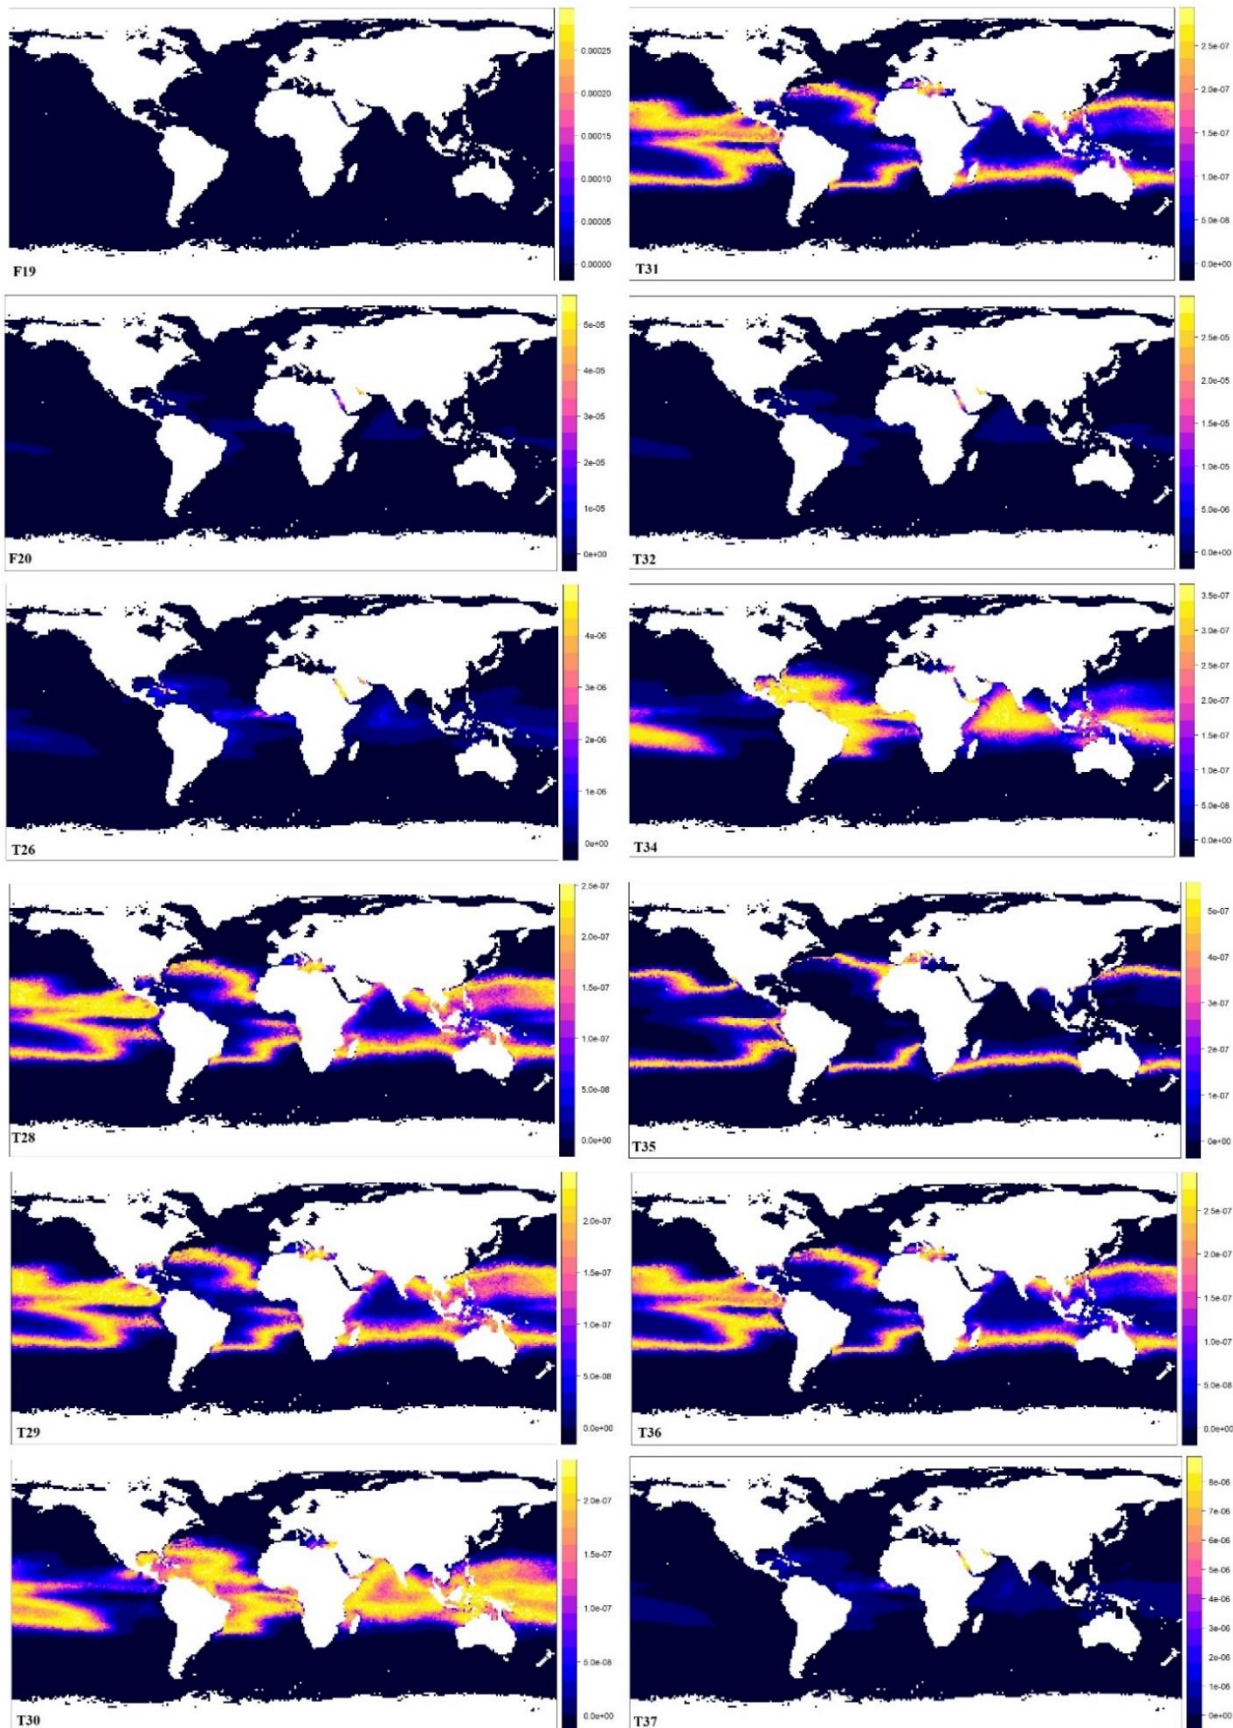 0.00025
0.00020
0.00015
0.00010
0.00005
0.00000
F19
2.5e-07
2.0e-07
1.5e-07
1.0e-07
5.0e-08
0.0e+00
T31
5e-05
4e-05
3e-05
2e-05
1e-05
0e+00
F20
2.5e-05
2.0e-05
1.5e-05
1.0e-05
5.0e-06
0.0e+00
T32
4e-06
3e-06
2e-06
1e-06
0e+00
T26
3.5e-07
3.0e-07
2.5e-07
2.0e-07
1.5e-07
1.0e-07
5.0e-08
0.0e+00
T34
2.5e-07
2.0e-07
1.5e-07
1.0e-07
5.0e-08
0.0e+00
T28
5e-07
4e-07
3e-07
2e-07
1e-07
0e+00
T35
2.0e-07
1.5e-07
1.0e-07
5.0e-08
0.0e+00
T29
2.5e-07
2.0e-07
1.5e-07
1.0e-07
5.0e-08
0.0e+00
T36
2.0e-07
1.5e-07
1.0e-07
5.0e-08
0.0e+00
T30
8e-06
7e-06
6e-06
5e-06
4e-06
3e-06
2e-06
1e-06
0e+00
T37